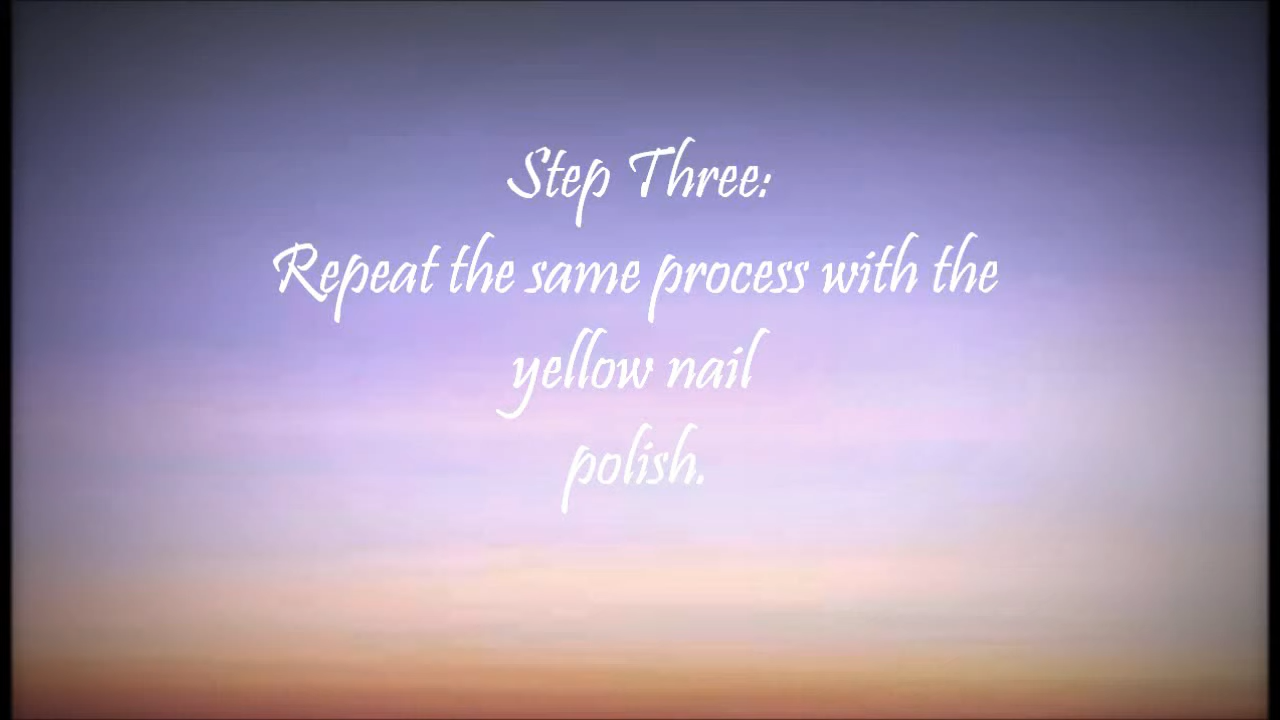 Step Three:
Repeat the same process with the
yellow nail
polish.